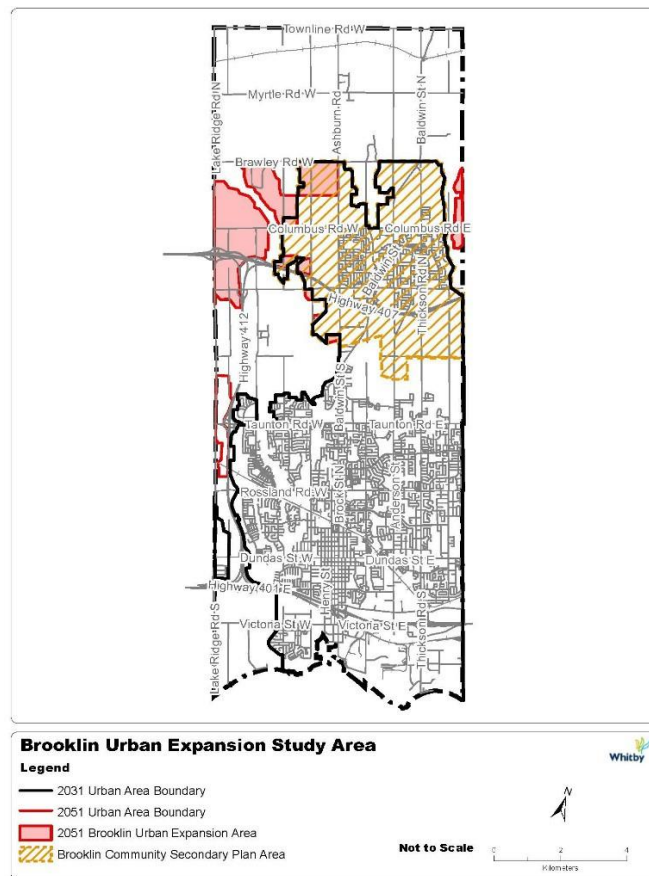 Townline Rd W
Lake Ridge Rd N
Myrtle Rd W
Ashburn Rd
Baldwin St N
Brawley Rd W
Columbus Rd W
Columbus Rd E
Baldwin St
Thickson Rd N
Highway 407
Highway 412
Baldwin St S
Taunton Rd W
Taunton Rd E
Rossland Rd W
Brock St N
Anderson St
Dundas St W
Dundas St E
Highway 401 E
Henry St
Victoria St W
Victoria St E
Lake Ridge Rd S
Thickson Rd S
Brooklin Urban Expansion Study Area
Whitby
Legend
2031 Urban Area Boundary
2051 Urban Area Boundary
2051 Brooklin Urban Expansion Area
Brooklin Community Secondary Plan Area
N
Not to Scale
0 2 4
Kilometers